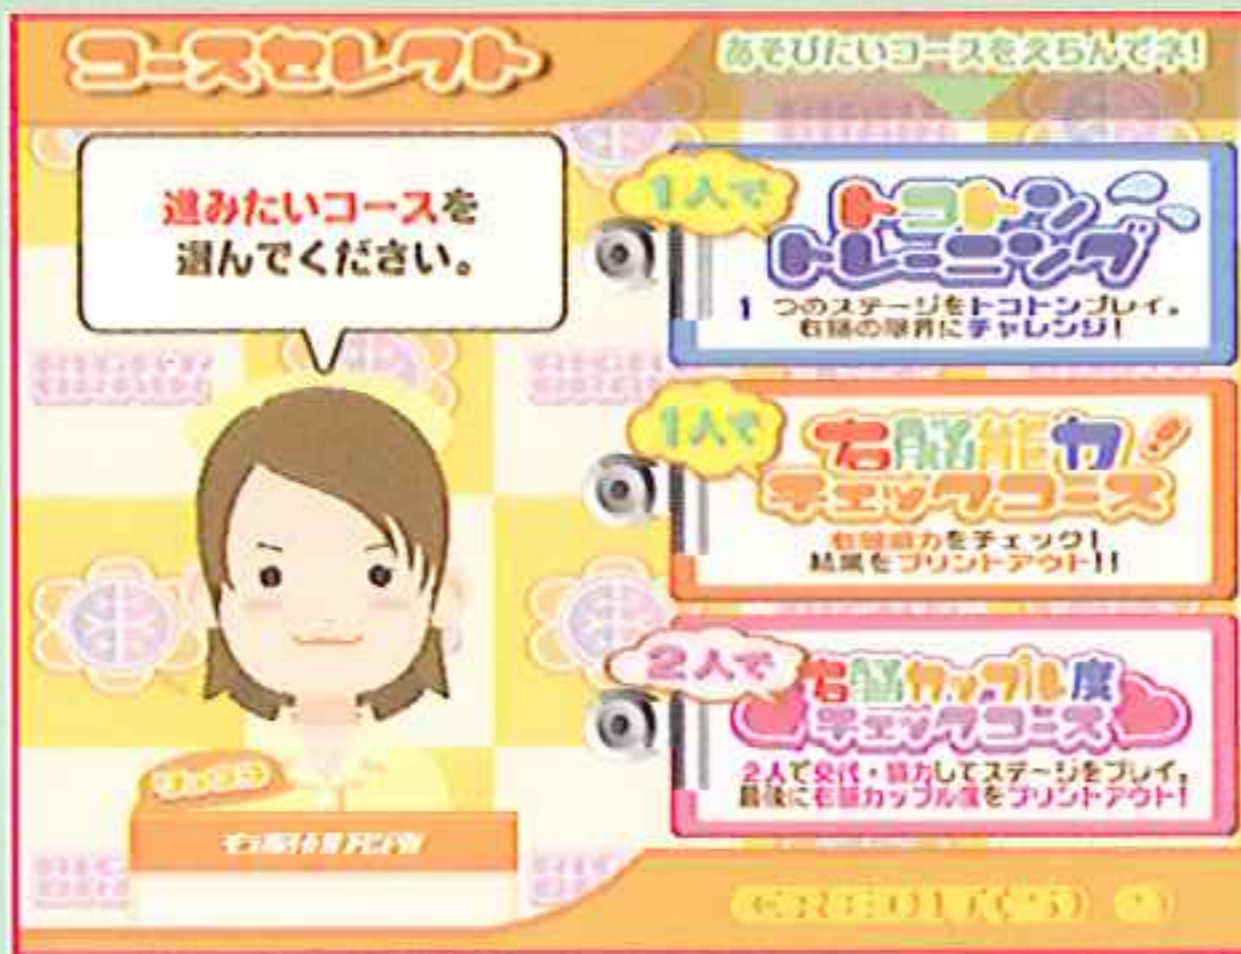 コースセレクト
あそびたいコースをえらんでネ!
進みたいコースを
選んでください。
1人で
トコトン
トレーニング
1 つのステージをトコトンプレイ。
右脳の限界にチャレンジ!
1人で
右脳能力
チェックコース
右脳能力をチェック!
結果をプリントアウト!!
2人で
右脳カップル度
チェックコース
2人で交代・協力してステージをプレイ。
最後に右脳カップル度をプリントアウト!
右脳研究所
CREDIT(S)